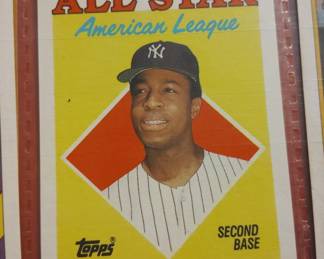 ALL STAR
American League
NY
topps®
SECOND
BASE